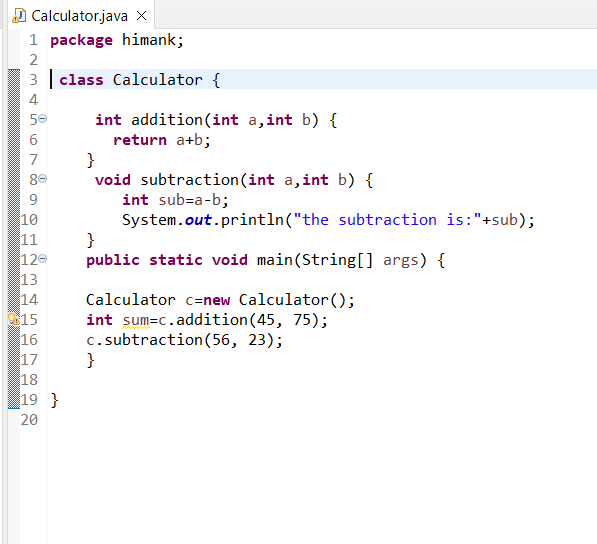 Calculator.java
1 package himank;
2
3 class Calculator {
4
5 int addition(int a,int b) {
6 return a+b;
7 }
8 void subtraction(int a,int b) {
9 int sub=a-b;
10 System.out.println("the subtraction is:"+sub);
11 }
12 public static void main(String[] args) {
13
14 Calculator c=new Calculator();
15 int sum=c.addition(45, 75);
16 c.subtraction(56, 23);
17 }
18
19 }
20